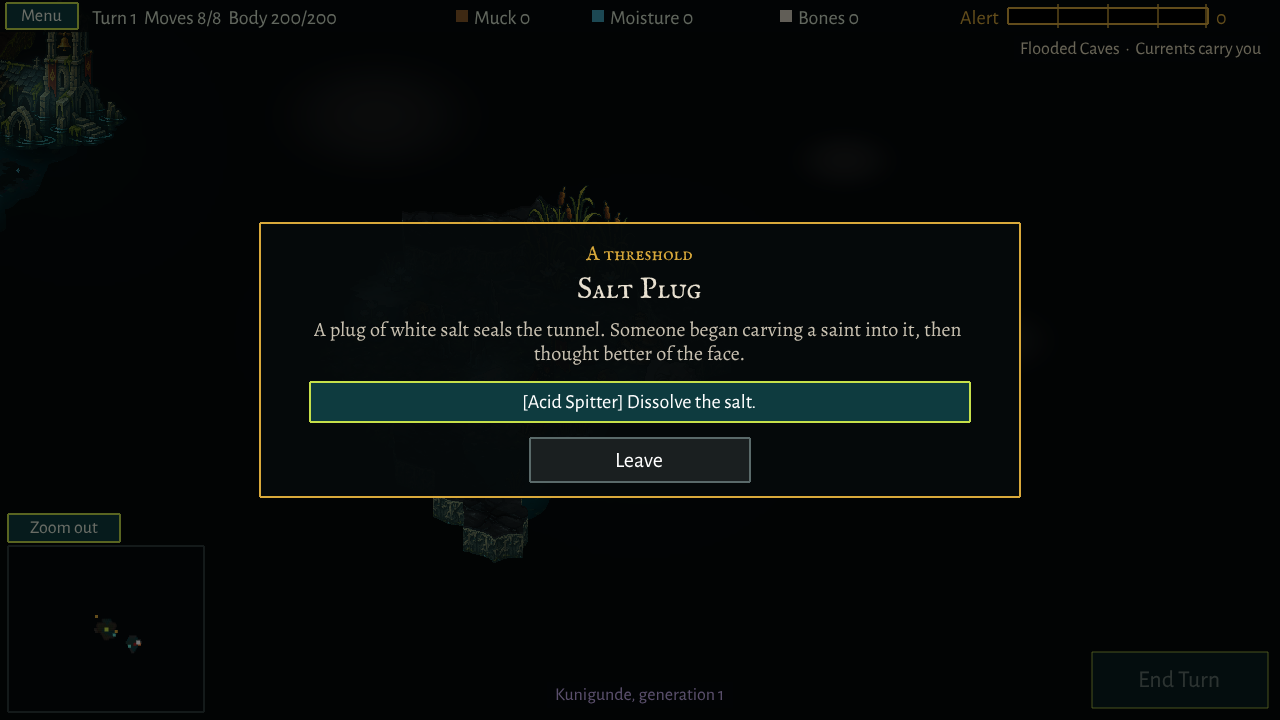 Menu
Turn 1 Moves 8/8 Body 200/200
Muck 0
Moisture 0
Bones 0
Alert 0
Flooded Caves · Currents carry you
A threshold
Salt Plug
A plug of white salt seals the tunnel. Someone began carving a saint into it, then
thought better of the face.
[Acid Spitter] Dissolve the salt.
Leave
Zoom out
Kunigunde, generation 1
End Turn